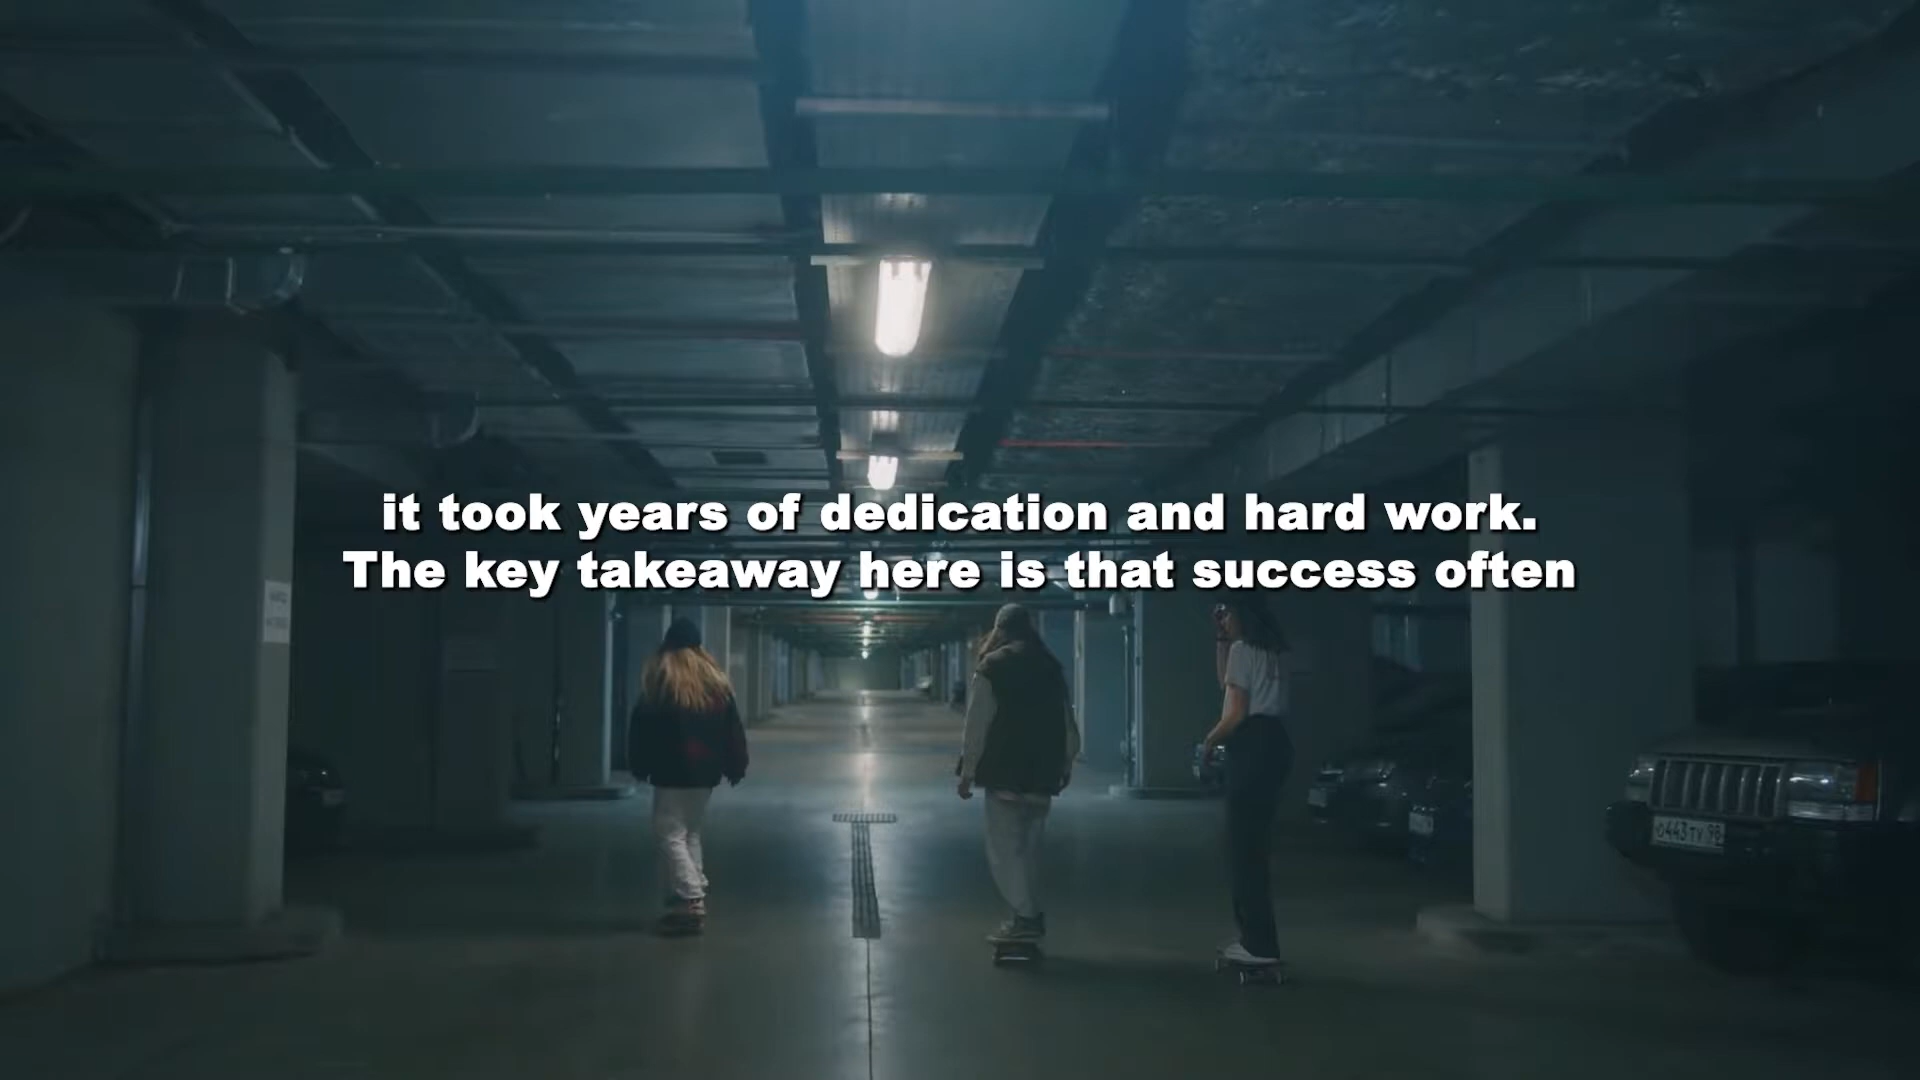 it took years of dedication and hard work.
The key takeaway here is that success often